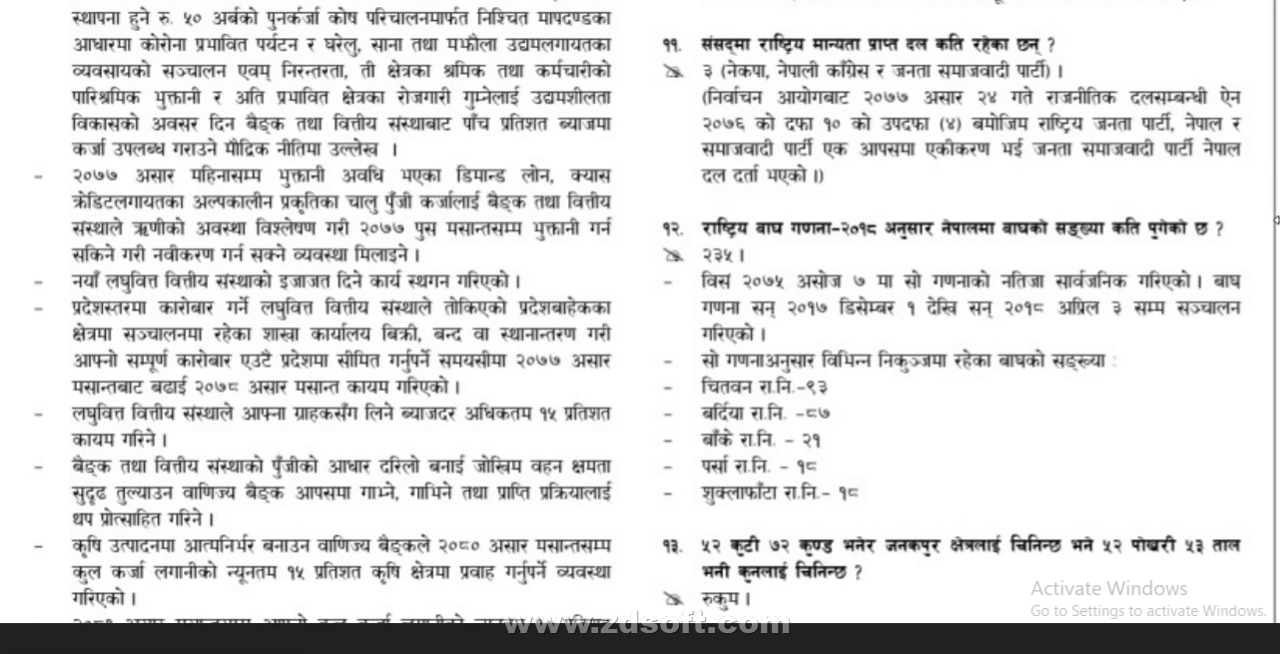 स्थापना हुने रु. ५० अर्बको पुनर्कर्जा कोष परिचालनमार्फत निश्चित मापदण्डका
आधारमा कोरोना प्रभावित पर्यटन र घरेलु, साना तथा मझौला उद्यमलगायतका
व्यवसायको सञ्चालन एवम् निरन्तरता, ती क्षेत्रका श्रमिक तथा कर्मचारीको
पारिश्रमिक भुक्तानी र अति प्रभावित क्षेत्रका रोजगारी गुम्नेलाई उद्यमशीलता
विकासको अवसर दिन बैङ्क तथा वित्तीय संस्थाबाट पाँच प्रतिशत ब्याजमा
कर्जा उपलब्ध गराउने मौद्रिक नीतिमा उल्लेख ।
- २०७७ असार महिनासम्म भुक्तानी अवधि भएका डिमान्ड लोन, क्यास
क्रेडिटलगायतका अल्पकालीन प्रकृतिका चालु पुँजी कर्जालाई बैङ्क तथा वित्तीय
संस्थाले ऋणीको अवस्था विश्लेषण गरी २०७७ पुस मसान्तसम्म भुक्तानी गर्न
सकिने गरी नवीकरण गर्न सक्ने व्यवस्था मिलाइने ।
- नयाँ लघुवित्त वित्तीय संस्थाको इजाजत दिने कार्य स्थगन गरिएको ।
- प्रदेशस्तरमा कारोबार गर्ने लघुवित्त वित्तीय संस्थाले तोकिएको प्रदेशबाहेकका
क्षेत्रमा सञ्चालनमा रहेका शाखा कार्यालय बिक्री, बन्द वा स्थानान्तरण गरी
आफ्नो सम्पूर्ण कारोबार एउटै प्रदेशमा सीमित गर्नुपर्ने समयसीमा २०७७ असार
मसान्तबाट बढाई २०७८ असार मसान्त कायम गरिएको ।
- लघुवित्त वित्तीय संस्थाले आफ्ना ग्राहकसँग लिने ब्याजदर अधिकतम १५ प्रतिशत
कायम गरिने ।
- बैङ्क तथा वित्तीय संस्थाको पुँजीको आधार दरिलो बनाई जोखिम वहन क्षमता
सुदृढ तुल्याउन वाणिज्य बैङ्क आपसमा गाभ्ने, गाभिने तथा प्राप्ति प्रक्रियालाई
थप प्रोत्साहित गरिने ।
- कृषि उत्पादनमा आत्मनिर्भर बनाउन वाणिज्य बैङ्कले २०८० असार मसान्तसम्म
कुल कर्जा लगानीको न्यूनतम १५ प्रतिशत कृषि क्षेत्रमा प्रवाह गर्नुपर्ने व्यवस्था
गरिएको ।
११. संसद्मा राष्ट्रिय मान्यता प्राप्त दल कति रहेका छन् ?
३ (नेकपा, नेपाली काँग्रेस र जनता समाजवादी पार्टी) ।
(निर्वाचन आयोगबाट २०७७ असार २४ गते राजनीतिक दलसम्बन्धी ऐन
२०७६ को दफा १० को उपदफा (४) बमोजिम राष्ट्रिय जनता पार्टी, नेपाल र
समाजवादी पार्टी एक आपसमा एकीकरण भई जनता समाजवादी पार्टी नेपाल
दल दर्ता भएको ।)
१२. राष्ट्रिय बाघ गणना-२०१८ अनुसार नेपालमा बाघको सङ्ख्या कति पुगेको छ ?
२३५ ।
- विसं २०७५ असोज ७ मा सो गणनाको नतिजा सार्वजनिक गरिएको । बाघ
गणना सन् २०१७ डिसेम्बर १ देखि सन् २०१८ अप्रिल ३ सम्म सञ्चालन
गरिएको ।
- सो गणनाअनुसार विभिन्न निकुञ्जमा रहेका बाघको सङ्ख्या :
- चितवन रा.नि.-९३
- बर्दिया रा.नि. -८७
- बाँके रा.नि. - २१
- पर्सा रा.नि. - १८
- शुक्लाफाँटा रा.नि.- १८
१३. ५२ कुटी ७२ कुण्ड भनेर जनकपुर क्षेत्रलाई चिनिन्छ भने ५२ पोखरी ५३ ताल
भनी कुनलाई चिनिन्छ ?
रुकुम ।
Activate Windows
Go to Settings to activate Windows.
www.zdsoft.com